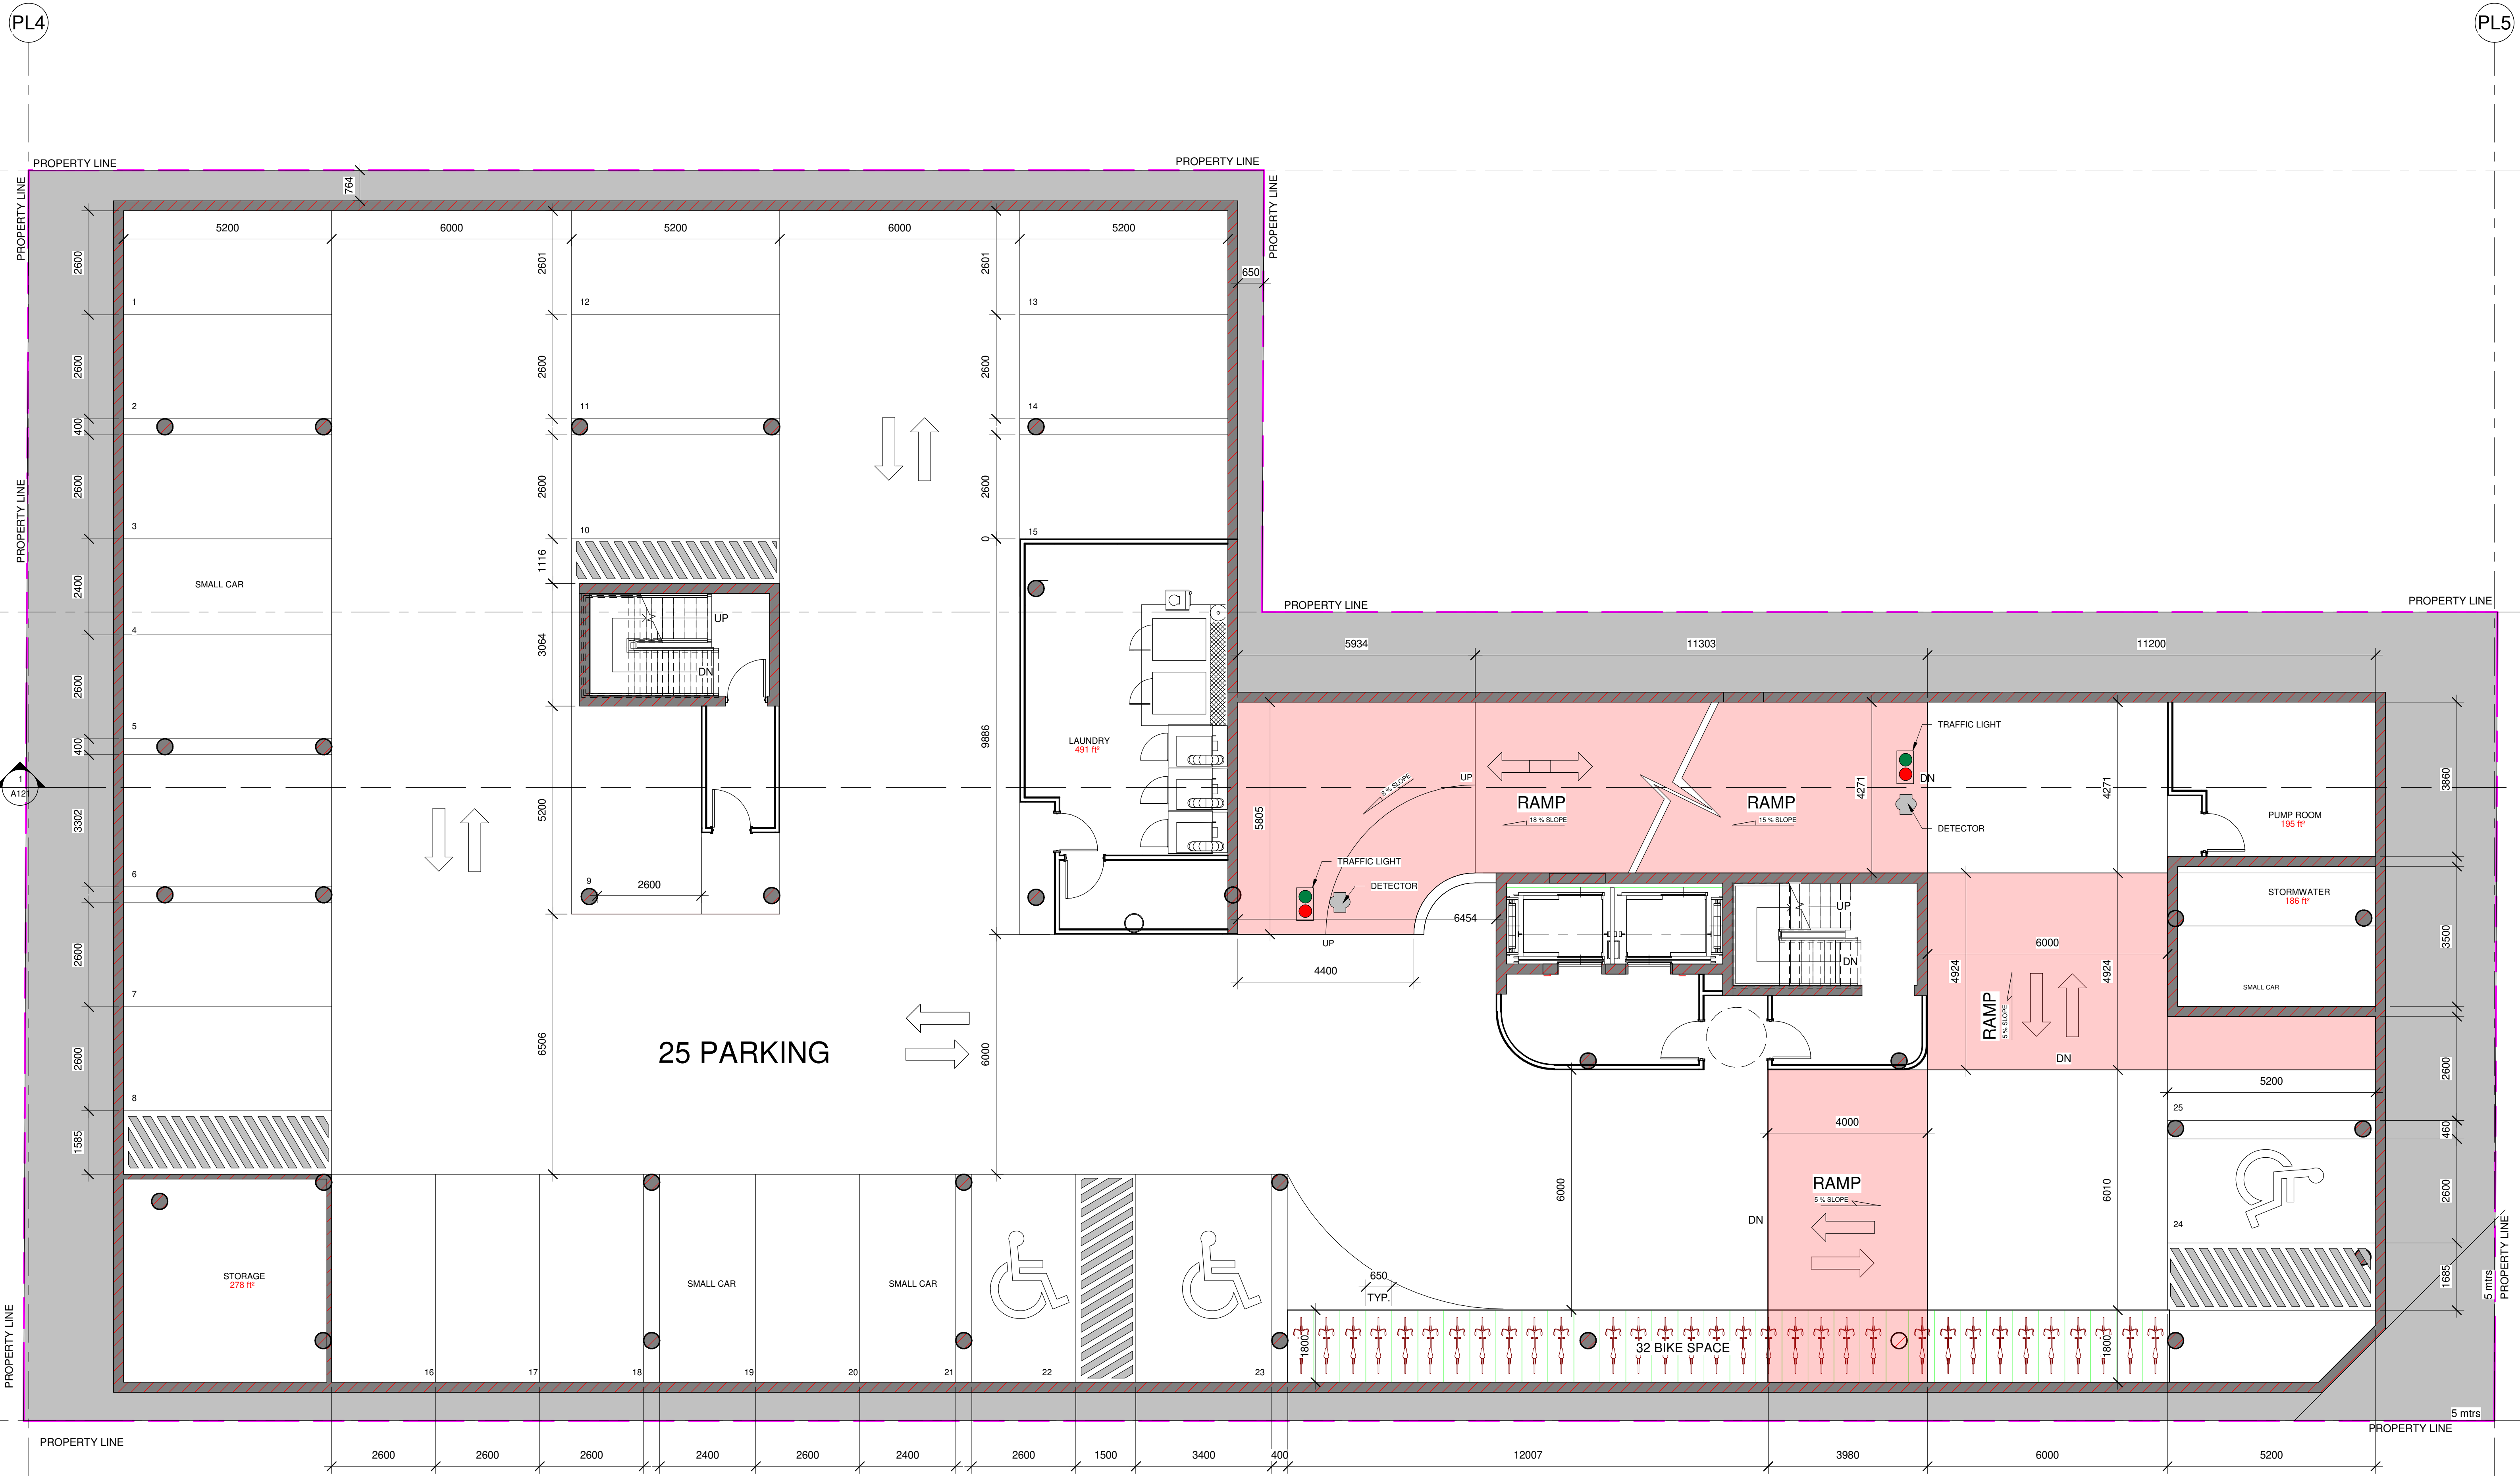 PL4
PL5
PROPERTY LINE
PROPERTY LINE
PROPERTY LINE
PROPERTY LINE
764
5200
6000
5200
6000
5200
650
2600
2601
2601
1
12
13
2600
2600
2600
2
11
14
400
2600
2600
2600
3
10
15
0
1116
2400
SMALL CAR
PROPERTY LINE
PROPERTY LINE
PROPERTY LINE
4
UP
3064
DN
5934
11303
11200
2600
5
400
LAUNDRY
491 ft²
9886
TRAFFIC LIGHT
1
A121
8 % SLOPE
UP
DN
4271
4271
3860
3302
5200
5805
RAMP
18 % SLOPE
RAMP
15 % SLOPE
DETECTOR
PUMP ROOM
195 ft²
TRAFFIC LIGHT
6
9
2600
DETECTOR
STORMWATER
186 ft²
6454
UP
UP
DN
4400
6000
4924
4924
3500
2600
7
SMALL CAR
RAMP
5 % SLOPE
25 PARKING
6506
6000
DN
2600
2600
5200
8
25
1585
4000
460
6000
RAMP
5 % SLOPE
6010
2600
DN
24
STORAGE
278 ft²
SMALL CAR
SMALL CAR
650
TYP.
1685
5 mtrs
PROPERTY LINE
PROPERTY LINE
1800
32 BIKE SPACE
1800
16
17
18
19
20
21
22
23
5 mtrs
PROPERTY LINE
PROPERTY LINE
2600
2600
2600
2400
2600
2400
2600
1500
3400
400
12007
3980
6000
5200